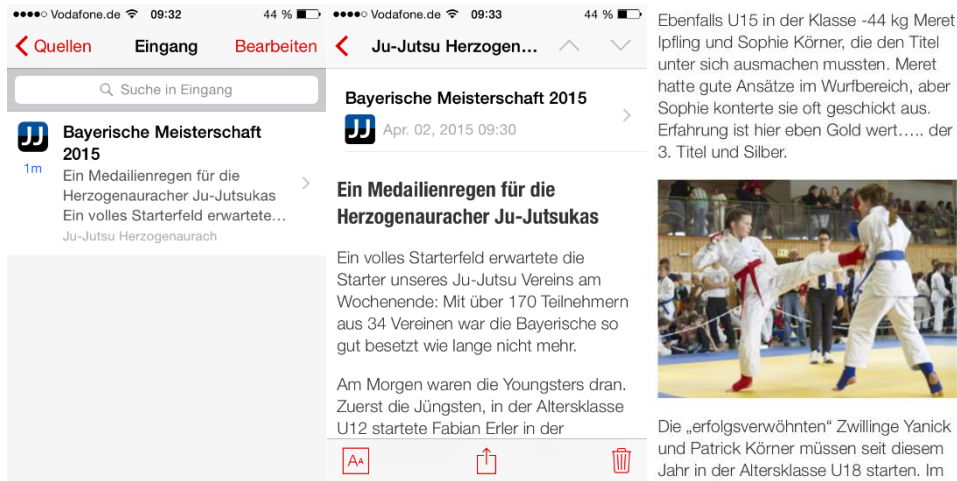 Vodafone.de 09:32 44 %
Quellen Eingang Bearbeiten
Suche in Eingang
JJ
Bayerische Meisterschaft
2015
1m
Ein Medailienregen für die
Herzogenauracher Ju-Jutsukas
Ein volles Starterfeld erwartete…
Ju-Jutsu Herzogenaurach
Vodafone.de 09:33 44 %
Ju-Jutsu Herzogen…
Bayerische Meisterschaft 2015
JJ Apr. 02, 2015 09:30
Ein Medailienregen für die
Herzogenauracher Ju-Jutsukas
Ein volles Starterfeld erwartete die
Starter unseres Ju-Jutsu Vereins am
Wochenende: Mit über 170 Teilnehmern
aus 34 Vereinen war die Bayerische so
gut besetzt wie lange nicht mehr.
Am Morgen waren die Youngsters dran.
Zuerst die Jüngsten, in der Altersklasse
U12 startete Fabian Erler in der
AA
Ebenfalls U15 in der Klasse -44 kg Meret
Ipfling und Sophie Körner, die den Titel
unter sich ausmachen mussten. Meret
hatte gute Ansätze im Wurfbereich, aber
Sophie konterte sie oft geschickt aus.
Erfahrung ist hier eben Gold wert….. der
3. Titel und Silber.
Die „erfolgsverwöhnten“ Zwillinge Yanick
und Patrick Körner müssen seit diesem
Jahr in der Altersklasse U18 starten. Im